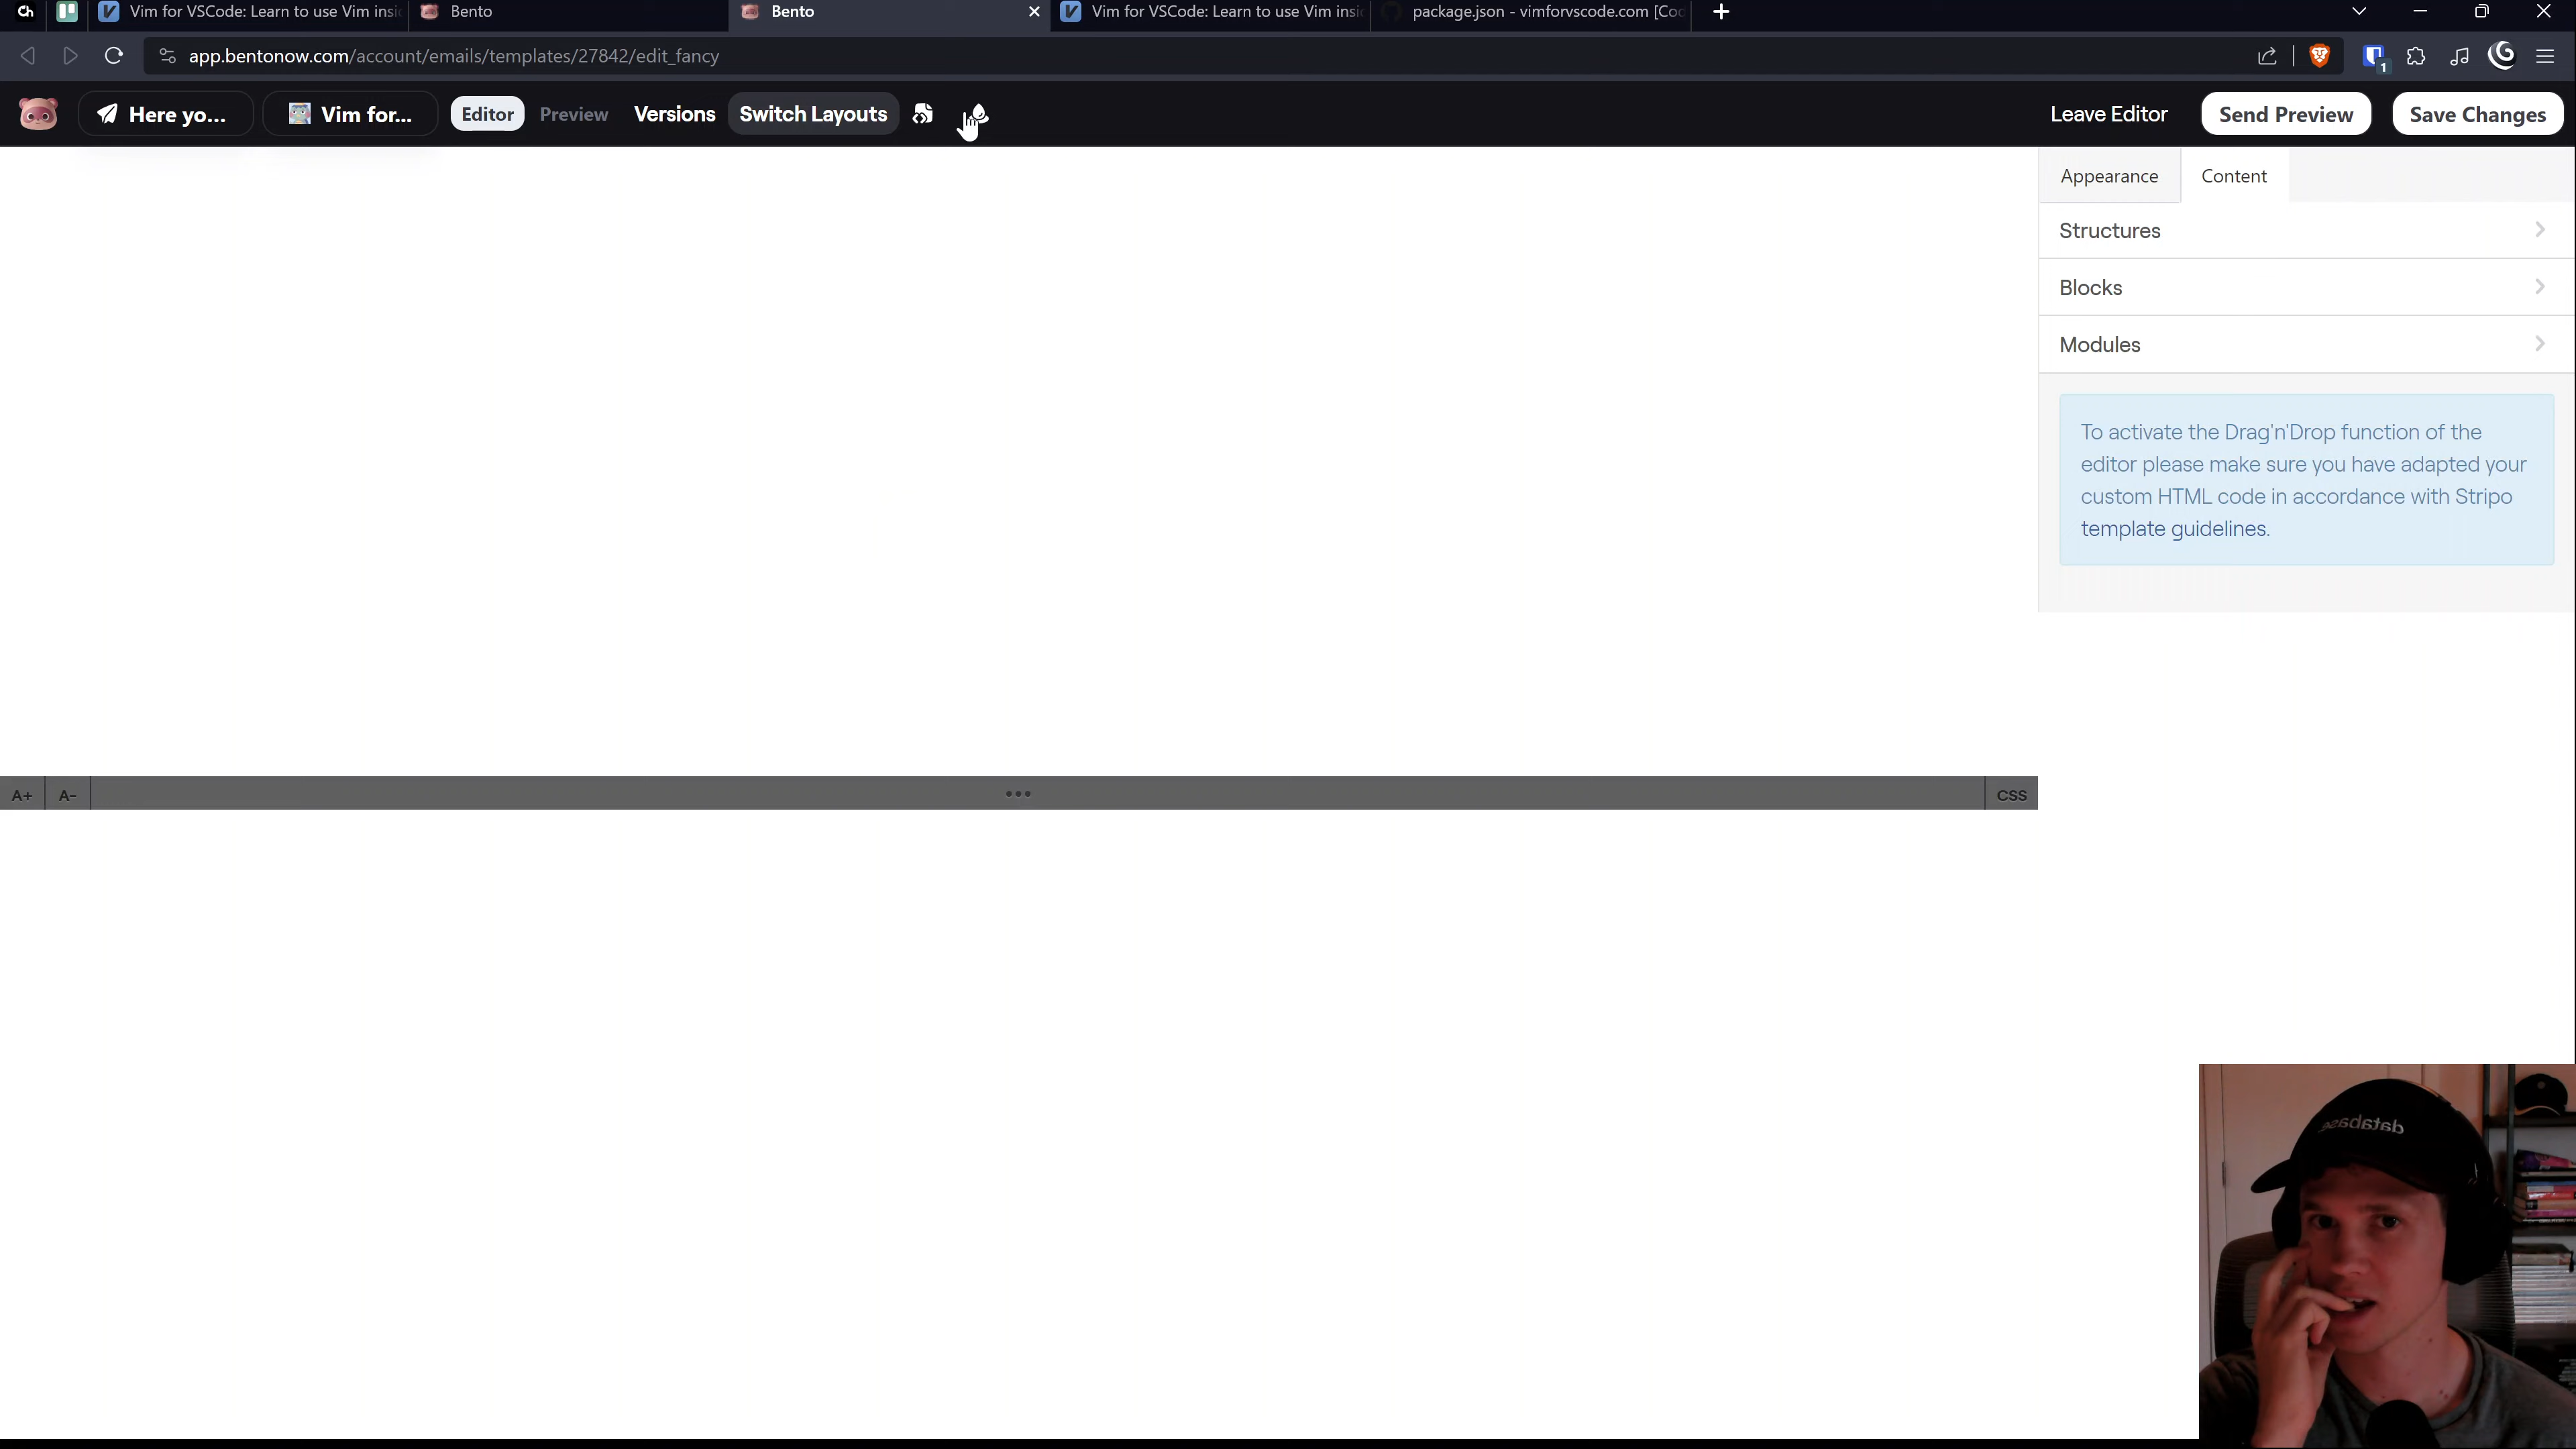 Ch
Vim for VSCode: Learn to use Vim insi
Bento
Bento
Vim for VSCode: Learn to use Vim insi
package.json - vimforvscode.com [Co
app.bentonow.com/account/emails/templates/27842/edit_fancy
1
Here yo...
Vim for...
Editor
Preview
Versions
Switch Layouts
Leave Editor
Send Preview
Save Changes
Appearance
Content
Structures
Blocks
Modules
To activate the Drag'n'Drop function of the
editor please make sure you have adapted your
custom HTML code in accordance with Stripo
template guidelines.
A+
A-
CSS
database